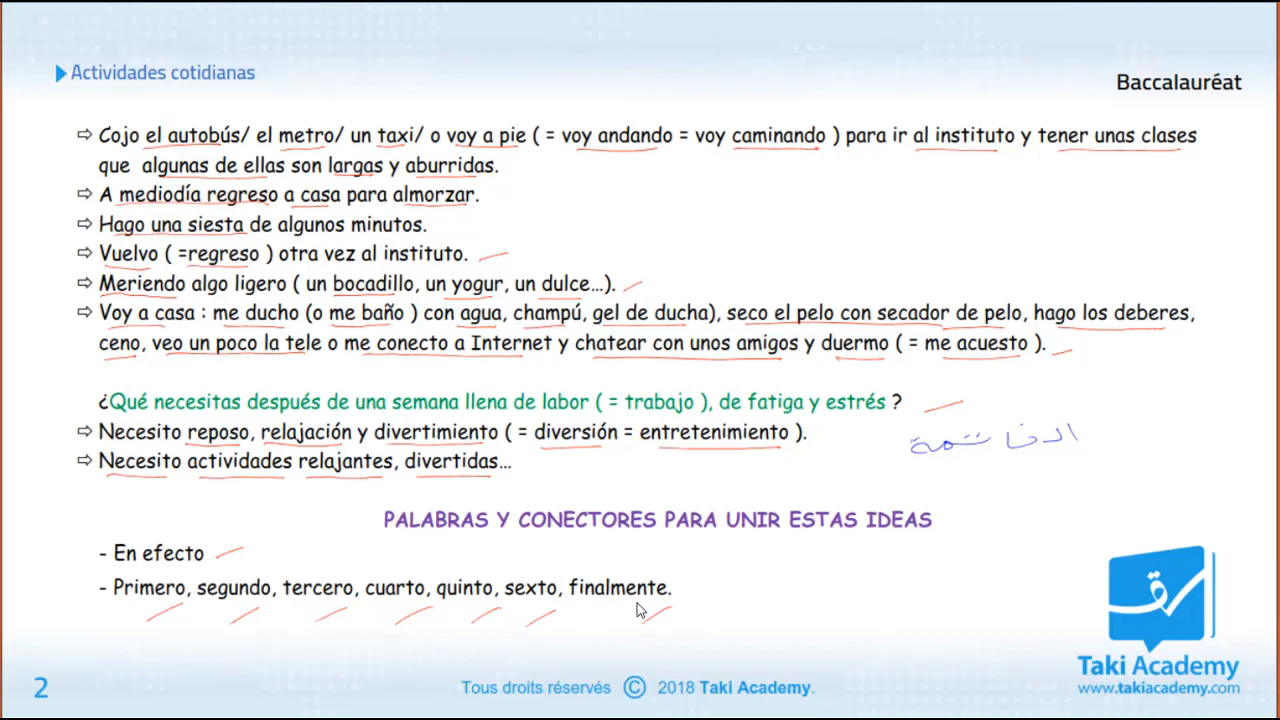 Actividades cotidianas
Baccalauréat
⇨ Cojo el autobús/ el metro/ un taxi/ o voy a pie ( = voy andando = voy caminando ) para ir al instituto y tener unas clases
que algunas de ellas son largas y aburridas.
⇨ A mediodía regreso a casa para almorzar.
⇨ Hago una siesta de algunos minutos.
⇨ Vuelvo ( =regreso ) otra vez al instituto.
⇨ Meriendo algo ligero ( un bocadillo, un yogur, un dulce...).
⇨ Voy a casa : me ducho (o me baño ) con agua, champú, gel de ducha), seco el pelo con secador de pelo, hago los deberes,
ceno, veo un poco la tele o me conecto a Internet y chatear con unos amigos y duermo ( = me acuesto ).
¿Qué necesitas después de una semana llena de labor ( = trabajo ), de fatiga y estrés ?
⇨ Necesito reposo, relajación y divertimiento ( = diversión = entretenimiento ).
⇨ Necesito actividades relajantes, divertidas...
PALABRAS Y CONECTORES PARA UNIR ESTAS IDEAS
- En efecto
- Primero, segundo, tercero, cuarto, quinto, sexto, finalmente.
Taki Academy
www.takiacademy.com
2
Tous droits réservés © 2018 Taki Academy.